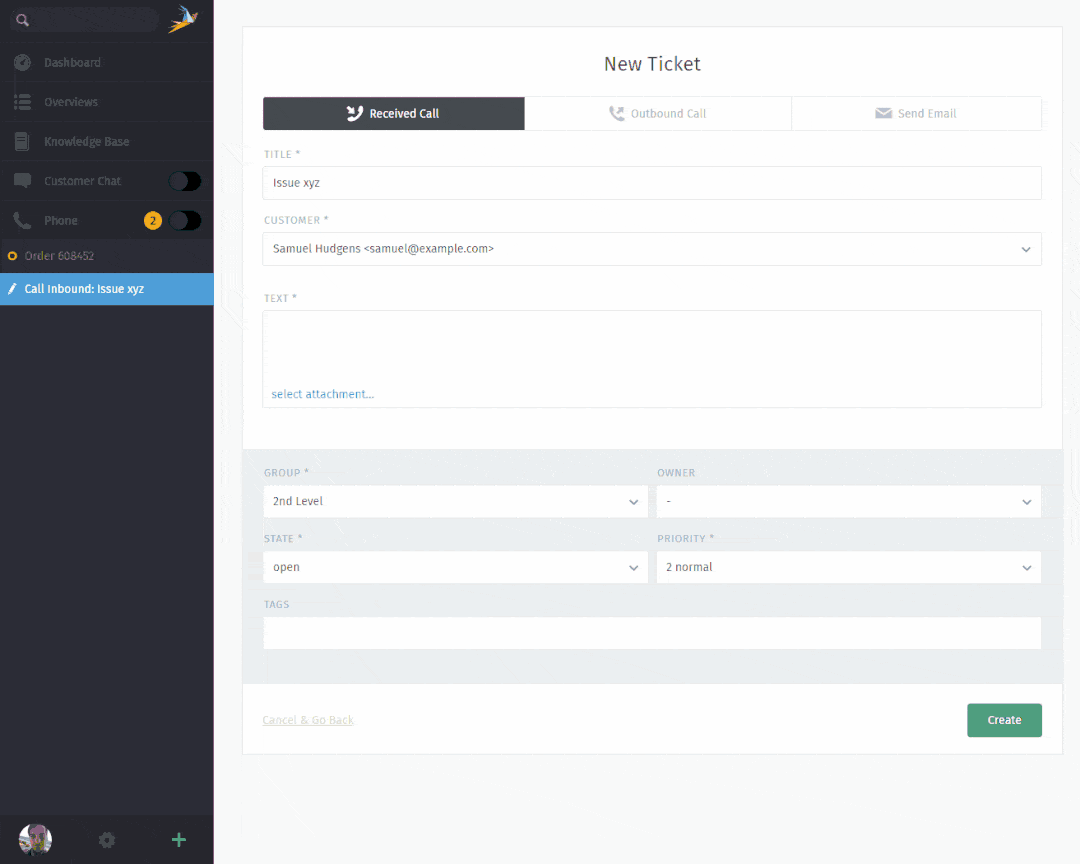 Dashboard
Overviews
Knowledge Base
Customer Chat
Phone 2
Order 608452
Call Inbound: Issue xyz
New Ticket
Received Call
Outbound Call
Send Email
TITLE *
Issue xyz
CUSTOMER *
Samuel Hudgens <samuel@example.com>
TEXT *
select attachment...
GROUP *
OWNER
2nd Level
-
STATE *
PRIORITY *
open
2 normal
TAGS
Cancel & Go Back
Create